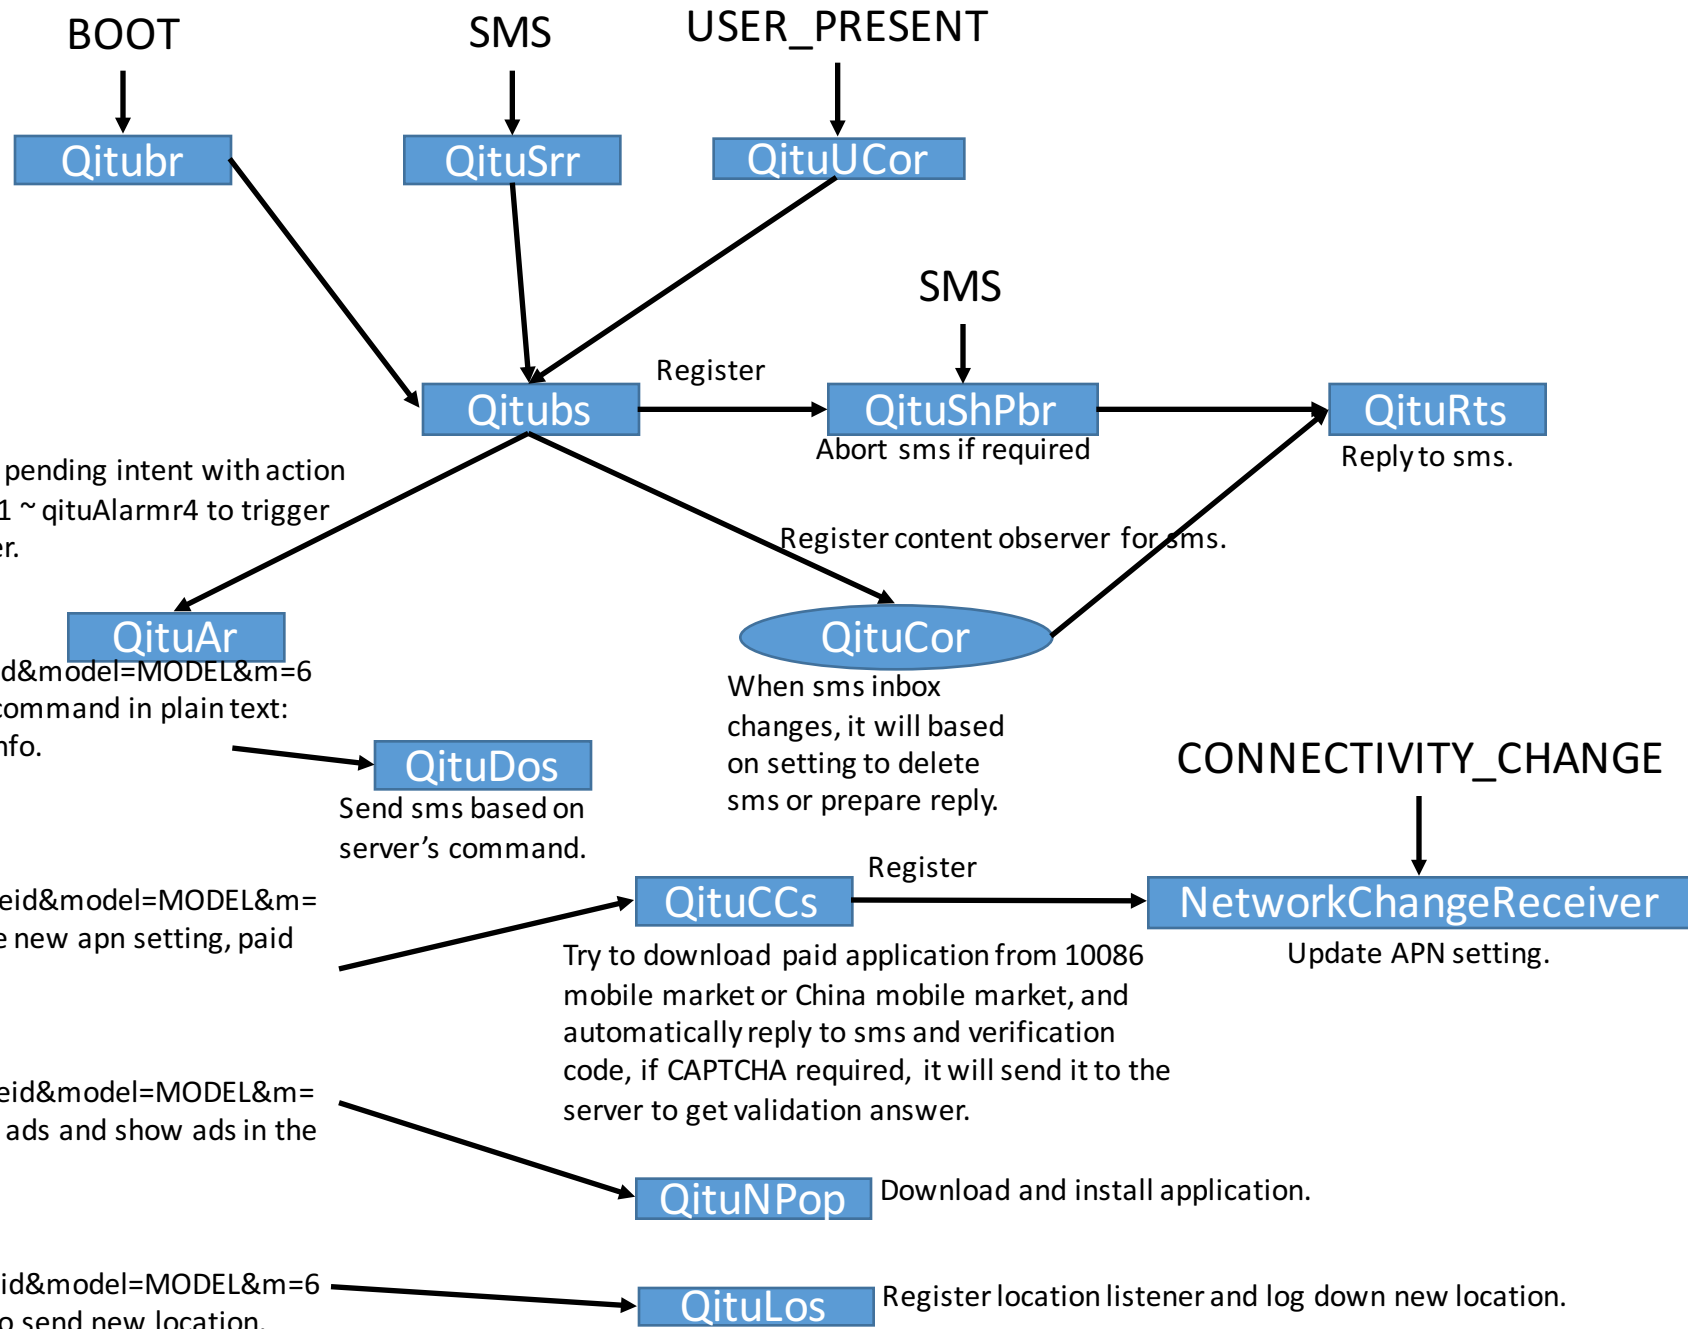 BOOT
SMS
USER_PRESENT
Qitubr
QituSrr
QituUCor
SMS
Register
Qitubs
QituShPbr
QituRts
Abort sms if required
Reply to sms.
pending intent with action
1 ~ qituAlarmr4 to trigger
er.
Register content observer for sms.
QituAr
QituCor
id&model=MODEL&m=6
command in plain text:
nfo.
When sms inbox
changes, it will based
on setting to delete
sms or prepare reply.
QituDos
Send sms based on
server's command.
CONNECTIVITY_CHANGE
eid&model=MODEL&m=
e new apn setting, paid
QituCCs
Register
NetworkChangeReceiver
Update APN setting.
Try to download paid application from 10086
mobile market or China mobile market, and
automatically reply to sms and verification
code, if CAPTCHA required, it will send it to the
server to get validation answer.
eid&model=MODEL&m=
ads and show ads in the
QituNPop
Download and install application.
id&model=MODEL&m=6
o send new location.
QituLos
Register location listener and log down new location.